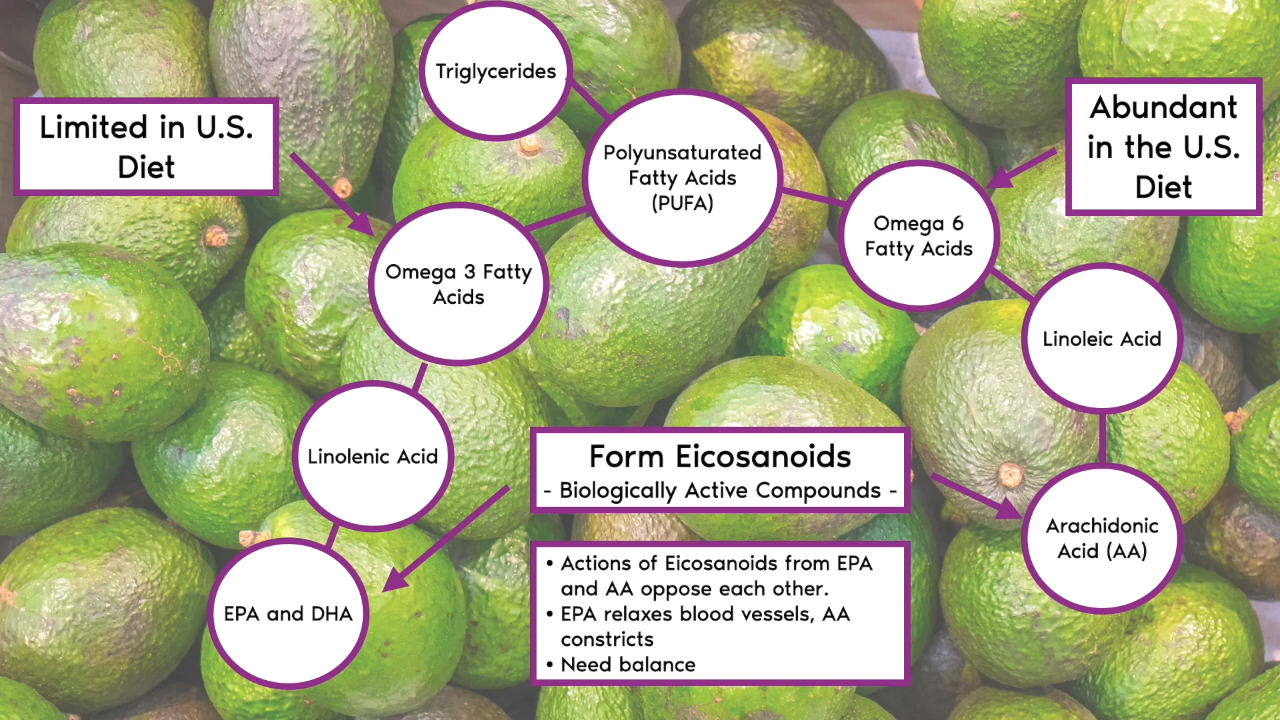 Triglycerides
Limited in U.S.
Diet
Polyunsaturated
Fatty Acids
(PUFA)
Abundant
in the U.S.
Diet
Omega 6
Fatty Acids
Omega 3 Fatty
Acids
Linoleic Acid
Linolenic Acid
Form Eicosanoids
- Biologically Active Compounds -
Arachidonic
Acid (AA)
EPA and DHA
• Actions of Eicosanoids from EPA
and AA oppose each other.
• EPA relaxes blood vessels, AA
constricts
• Need balance